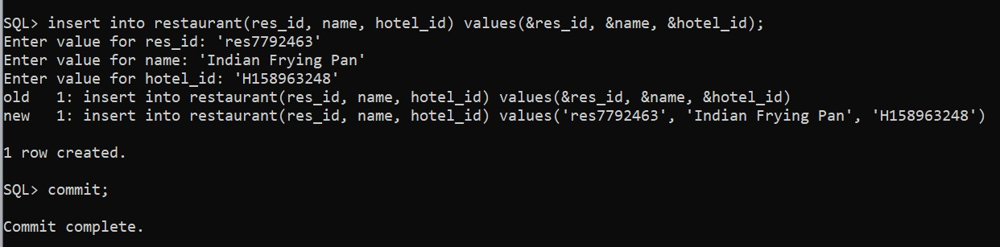 SQL> insert into restaurant(res_id, name, hotel_id) values(&res_id, &name, &hotel_id);
Enter value for res_id: 'res7792463'
Enter value for name: 'Indian Frying Pan'
Enter value for hotel_id: 'H158963248'
old   1: insert into restaurant(res_id, name, hotel_id) values(&res_id, &name, &hotel_id)
new   1: insert into restaurant(res_id, name, hotel_id) values('res7792463', 'Indian Frying Pan', 'H158963248')
1 row created.
SQL> commit;
Commit complete.